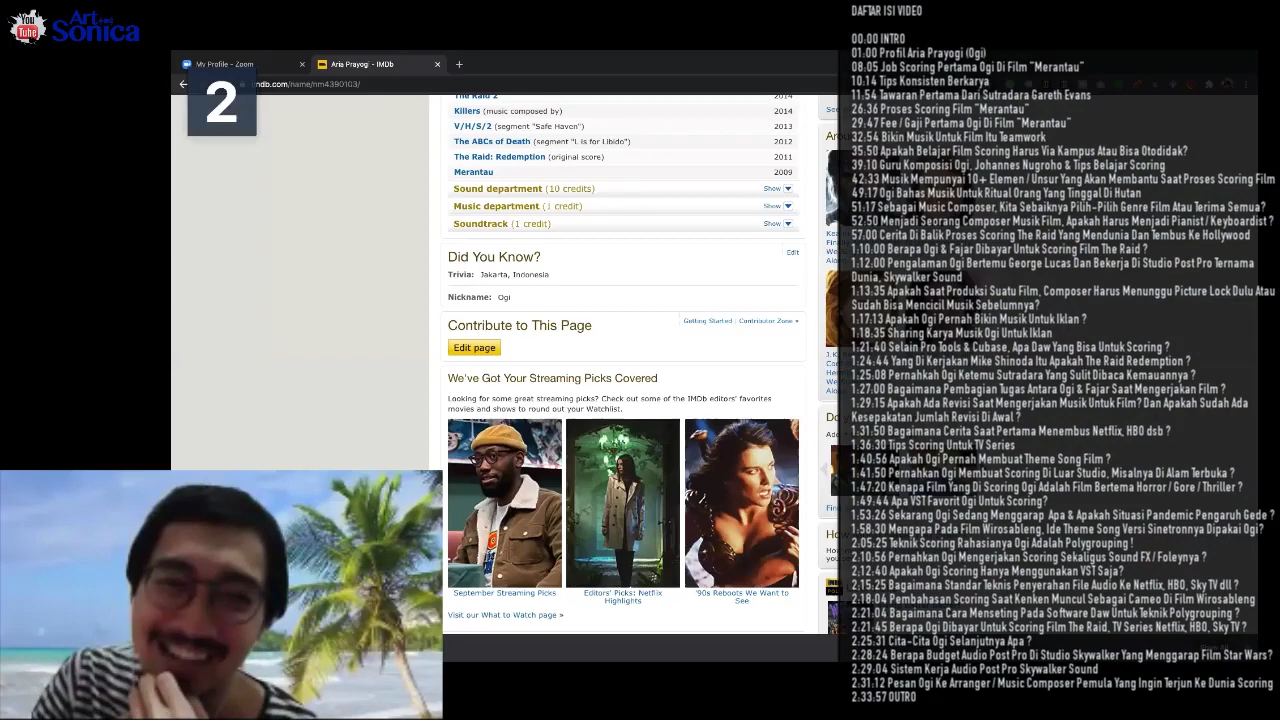 You
Tube
Art and
Sonica
2
My Profile - Zoom
Aria Prayogi - IMDb
ndb.com/name/nm4390103/
The Raid 2 2014
Killers (music composed by) 2014
V/H/S/2 (segment "Safe Haven") 2013
The ABCs of Death (segment "L is for Libido") 2012
The Raid: Redemption (original score) 2011
Merantau 2009
Sound department (10 credits) Show
Music department (1 credit) Show
Soundtrack (1 credit) Show
Did You Know? Edit
Trivia: Jakarta, Indonesia
Nickname: Ogi
Contribute to This Page
Getting Started | Contributor Zone »
Edit page
We've Got Your Streaming Picks Covered
Looking for some great streaming picks? Check out some of the IMDb editors' favorites
movies and shows to round out your Watchlist.
September Streaming Picks
Editors' Picks: Netflix
Highlights
'90s Reboots We Want to
See
Visit our What to Watch page »
DAFTAR ISI VIDEO
00:00 INTRO
01:00 Profil Aria Prayogi (Ogi)
08:05 Job Scoring Pertama Ogi Di Film "Merantau"
10:14 Tips Konsisten Berkarya
11:54 Tawaran Pertama Dari Sutradara Gareth Evans
26:36 Proses Scoring Film "Merantau"
29:47 Fee / Gaji Pertama Ogi Di Film "Merantau"
32:54 Bikin Musik Untuk Film Itu Teamwork
35:50 Apakah Belajar Film Scoring Harus Via Kampus Atau Bisa Otodidak?
39:10 Guru Komposisi Ogi, Johannes Nugroho & Tips Belajar Scoring
42:33 Musik Mempunyai 10+ Elemen / Unsur Yang Akan Membantu Saat Proses Scoring Film
49:17 Ogi Bahas Musik Untuk Ritual Orang Yang Tinggal Di Hutan
51:17 Sebagai Music Composer, Kita Sebaiknya Pilih-Pilih Genre Film Atau Terima Semua?
52:50 Menjadi Seorang Composer Musik Film, Apakah Harus Menjadi Pianist / Keyboardist ?
57:00 Cerita Di Balik Proses Scoring The Raid Yang Mendunia Dan Tembus Ke Hollywood
1:10:00 Berapa Ogi & Fajar Dibayar Untuk Scoring Film The Raid ?
1:12:00 Pengalaman Ogi Bertemu George Lucas Dan Bekerja Di Studio Post Pro Ternama
Dunia, Skywalker Sound
1:13:35 Apakah Saat Produksi Suatu Film, Composer Harus Menunggu Picture Lock Dulu Atau
Sudah Bisa Mencicil Musik Sebelumnya?
1:17:13 Apakah Ogi Pernah Bikin Musik Untuk Iklan ?
1:18:35 Sharing Karya Musik Ogi Untuk Iklan
1:21:40 Selain Pro Tools & Cubase, Apa Daw Yang Bisa Untuk Scoring ?
1:24:44 Yang Di Kerjakan Mike Shinoda Itu Apakah The Raid Redemption ?
1:25:08 Pernahkah Ogi Ketemu Sutradara Yang Sulit Dibaca Kemauannya ?
1:27:00 Bagaimana Pembagian Tugas Antara Ogi & Fajar Saat Mengerjakan Film ?
1:29:15 Apakah Ada Revisi Saat Mengerjakan Musik Untuk Film? Dan Apakah Sudah Ada
Kesepakatan Jumlah Revisi Di Awal ?
1:31:50 Bagaimana Cerita Saat Pertama Menembus Netflix, HBO dsb ?
1:36:30 Tips Scoring Untuk TV Series
1:40:56 Apakah Ogi Pernah Membuat Theme Song Film ?
1:41:50 Pernahkan Ogi Membuat Scoring Di Luar Studio, Misalnya Di Alam Terbuka ?
1:47:20 Kenapa Film Yang Di Scoring Ogi Adalah Film Bertema Horror / Gore / Thriller ?
1:49:44 Apa VST Favorit Ogi Untuk Scoring?
1:53:26 Sekarang Ogi Sedang Menggarap Apa & Apakah Situasi Pandemic Pengaruh Gede ?
1:58:30 Mengapa Pada Film Wirosableng, Ide Theme Song Versi Sinetronnya Dipakai Ogi?
2:05:25 Teknik Scoring Rahasianya Ogi Adalah Polygrouping !
2:10:56 Pernahkan Ogi Mengerjakan Scoring Sekaligus Sound FX / Foleynya ?
2:12:40 Apakah Ogi Scoring Hanya Menggunakan VST Saja?
2:15:25 Bagaimana Standar Teknis Penyerahan File Audio Ke Netflix, HBO, Sky TV dll ?
2:18:04 Pembahasan Scoring Saat Kenken Muncul Sebagai Cameo Di Film Wirosableng
2:21:04 Bagaimana Cara Menseting Pada Software Daw Untuk Teknik Polygrouping ?
2:21:45 Berapa Ogi Dibayar Untuk Scoring Film The Raid, TV Series Netflix, HBO, Sky TV ?
2:25:31 Cita-Cita Ogi Selanjutnya Apa ?
2:28:24 Berapa Budget Audio Post Pro Di Studio Skywalker Yang Menggarap Film Star Wars?
2:29:04 Sistem Kerja Audio Post Pro Skywalker Sound
2:31:12 Pesan Ogi Ke Arranger / Music Composer Pemula Yang Ingin Terjun Ke Dunia Scoring
2:33:57 OUTRO